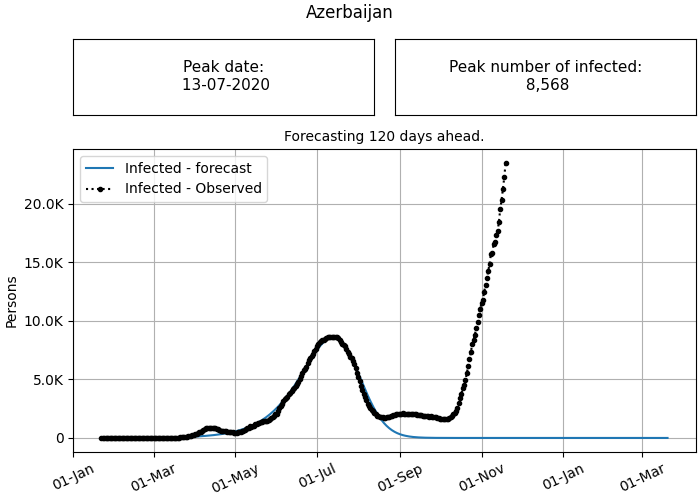 Azerbaijan
Peak date:
13-07-2020
Peak number of infected:
8,568
Forecasting 120 days ahead.
Infected - forecast
Infected - Observed
Persons
20.0K
15.0K
10.0K
5.0K
0
01-Jan
01-Mar
01-May
01-Jul
01-Sep
01-Nov
01-Jan
01-Mar